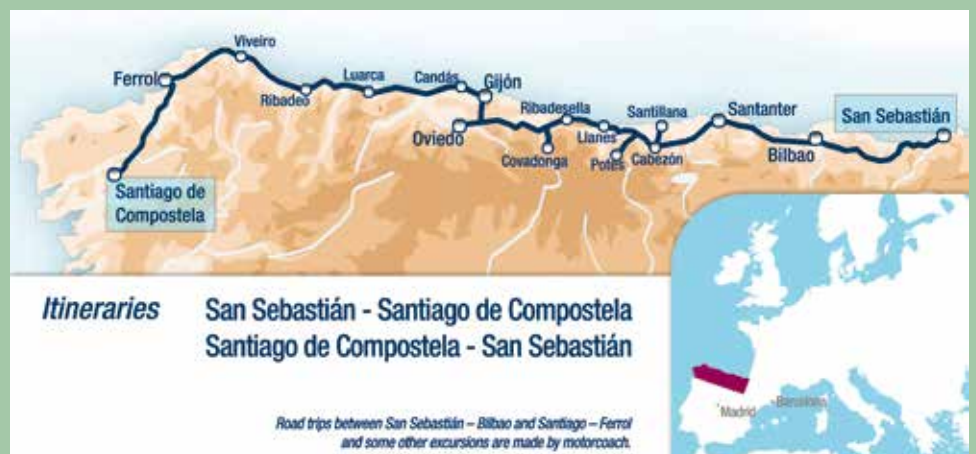 Viveiro
Ferrol
Ribadeo
Luarca
Candás
Gijón
Oviedo
Covadonga
Ribadesella
Llanes
Potes
Cabezón
Santillana
Santanter
Bilbao
San Sebastián
Santiago de
Compostela
Itineraries
San Sebastián - Santiago de Compostela
Santiago de Compostela - San Sebastián
Road trips between San Sebastián – Bilbao and Santiago – Ferrol
and some other excursions are made by motorcoach.
Madrid
Barcelona